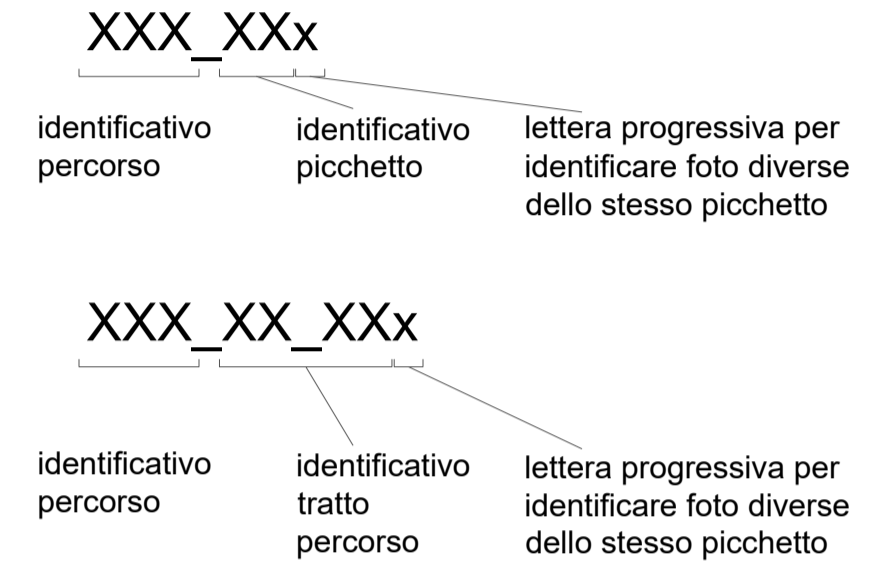 XXX_XXx
identificativo percorso
identificativo picchetto
lettera progressiva per identificare foto diverse dello stesso picchetto
XXX_XX_XXx
identificativo percorso
identificativo tratto percorso
lettera progressiva per identificare foto diverse dello stesso picchetto